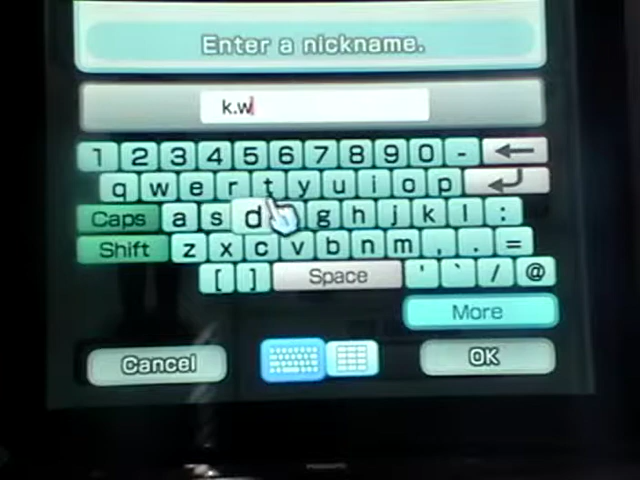 Enter a nickname.
k.w
1 2 3 4 5 6 7 8 9 0 - ←
q w e r t y u i o p
Caps a s d g h j k l :
Shift z x c v b n m , . =
[ ] Space ' ` / @
More
Cancel OK